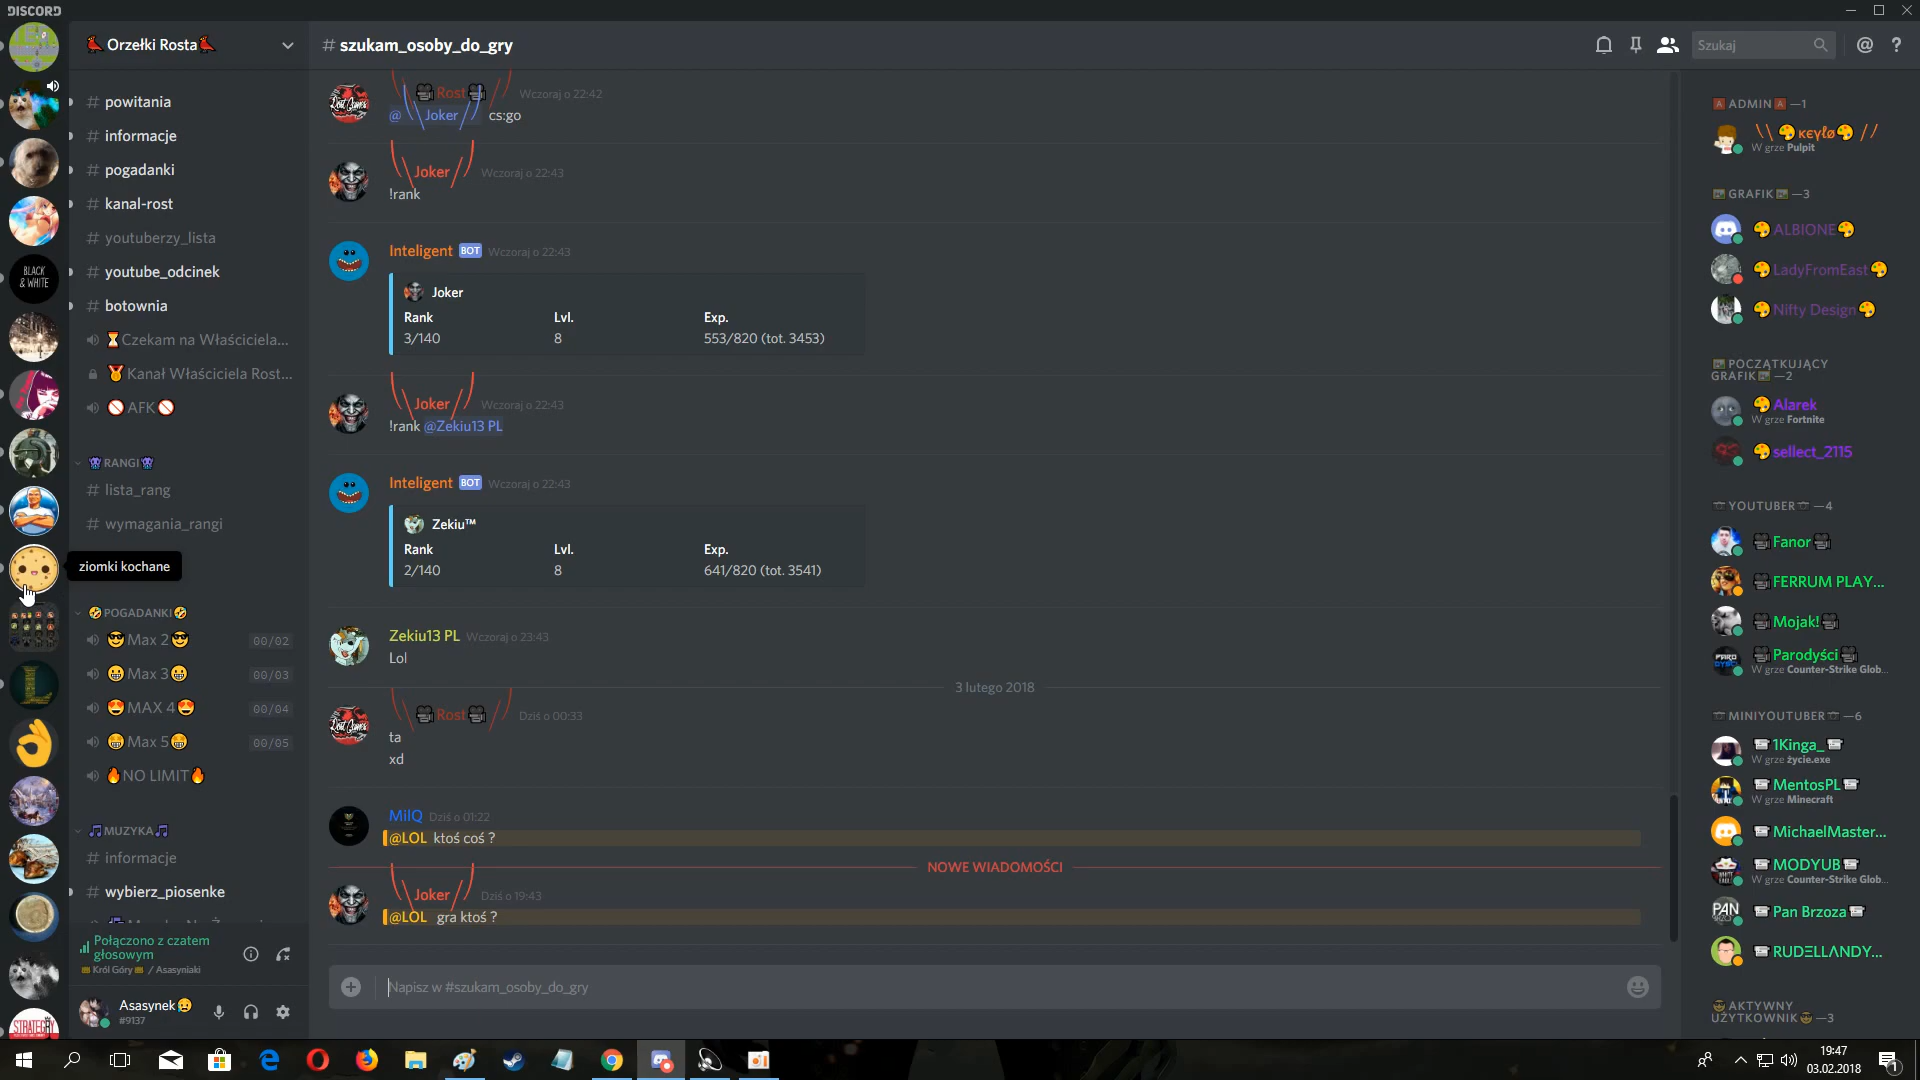 DISCORD
Orzełki Rosta
# szukam_osoby_do_gry
Szukaj
BLACK & WHITE
# powitania
# informacje
# pogadanki
# kanal-rost
# youtuberzy_lista
# youtube_odcinek
# botownia
Czekam na Właściciela...
Kanał Właściciela Rost...
AFK
RANGI
# lista_rang
# wymagania_rangi
ziomki kochane
POGADANKI
Max 2 00/02
Max 3 00/03
MAX 4 00/04
Max 5 00/05
NO LIMIT
MUZYKA
# informacje
# wybierz_piosenke
Połączono z czatem
głosowym
Król Góry / Asasyniaki
Asasynek
#9137
\\ Rost // Wczoraj o 22:42
@\\Joker// cs:go
\\Joker// Wczoraj o 22:43
!rank
Inteligent BOT Wczoraj o 22:43
Joker
Rank Lvl. Exp.
3/140 8 553/820 (tot. 3453)
\\Joker// Wczoraj o 22:43
!rank @Zekiu13 PL
Inteligent BOT Wczoraj o 22:43
Zekiu™
Rank Lvl. Exp.
2/140 8 641/820 (tot. 3541)
Zekiu13 PL Wczoraj o 23:43
Lol
3 lutego 2018
\\ Rost // Dziś o 00:33
ta
xd
MilQ Dziś o 01:22
@LOL ktoś coś ?
NOWE WIADOMOŚCI
\\Joker// Dziś o 19:43
@LOL gra ktoś ?
Napisz w #szukam_osoby_do_gry
A ADMIN A —1
\\ κεγłø //
W grze Pulpit
GRAFIK —3
ALBIONE
LadyFromEast
Nifty Design
POCZĄTKUJĄCY
GRAFIK —2
Alarek
W grze Fortnite
sellect_2115
YOUTUBER —4
Fanor
FERRUM PLAY...
Mojak!
Parodyści
W grze Counter-Strike Glob...
MINIYOUTUBER —6
1Kinga_
W grze życie.exe
MentosPL
W grze Minecraft
MichaelMaster...
MODYUB
W grze Counter-Strike Glob...
PAN
Pan Brzoza
RUDΞLLΛNDY...
AKTYWNY
UŻYTKOWNIK —3
STRATEGY
19:47
03.02.2018
1